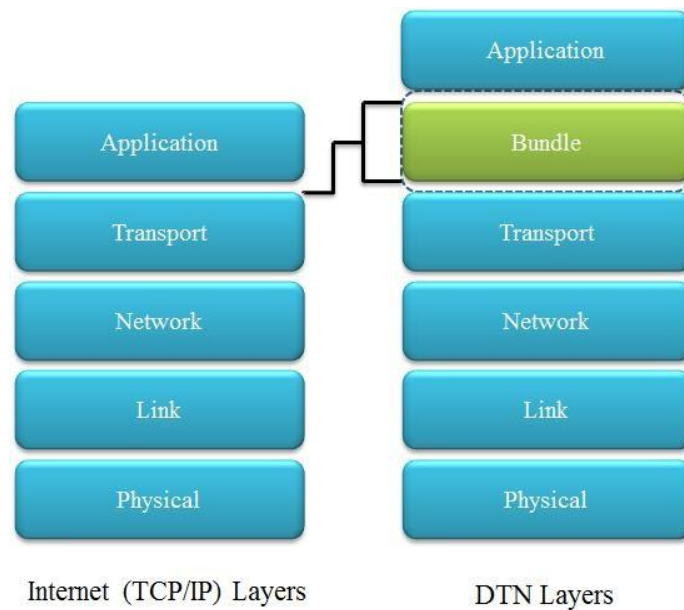 Application
Transport
Network
Link
Physical
Internet (TCP/IP) Layers
Application
Bundle
Transport
Network
Link
Physical
DTN Layers